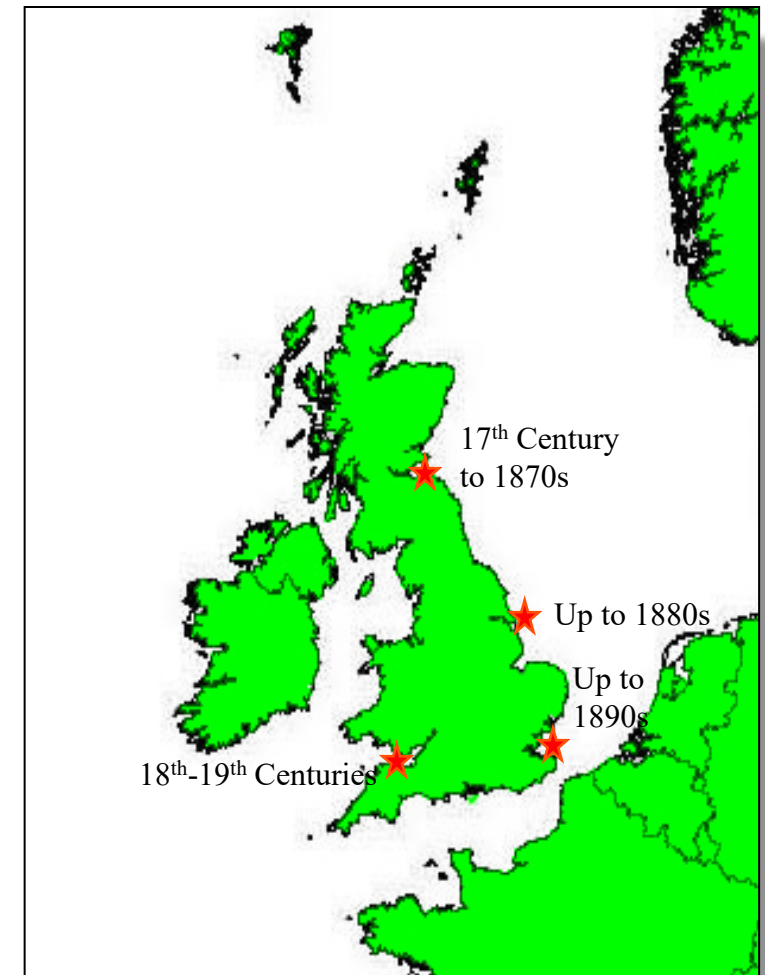 17th Century
to 1870s
Up to 1880s
Up to
1890s
18th-19th Centuries